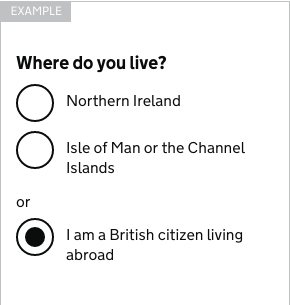 EXAMPLE
Where do you live?
Northern Ireland
Isle of Man or the Channel
Islands
or
I am a British citizen living
abroad